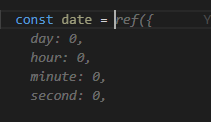 const date = ref({
day: 0,
hour: 0,
minute: 0,
second: 0,